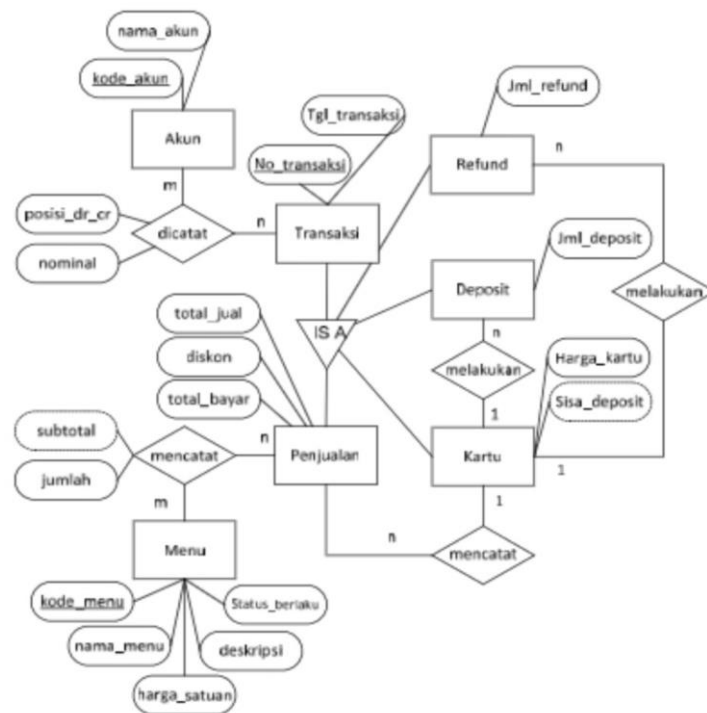 nama_akun
kode_akun
Akun
m
Tgl_transaksi
No_transaksi
Jml_refund
Refund
n
posisi_dr_cr
dicatat
n
Transaksi
nominal
Jml_deposit
Deposit
melakukan
total_jual
IS A
n
diskon
melakukan
Harga_kartu
total_bayar
1
Sisa_deposit
subtotal
mencatat
n
Penjualan
Kartu
1
jumlah
m
1
Menu
n
mencatat
kode_menu
Status_berlaku
nama_menu
deskripsi
harga_satuan